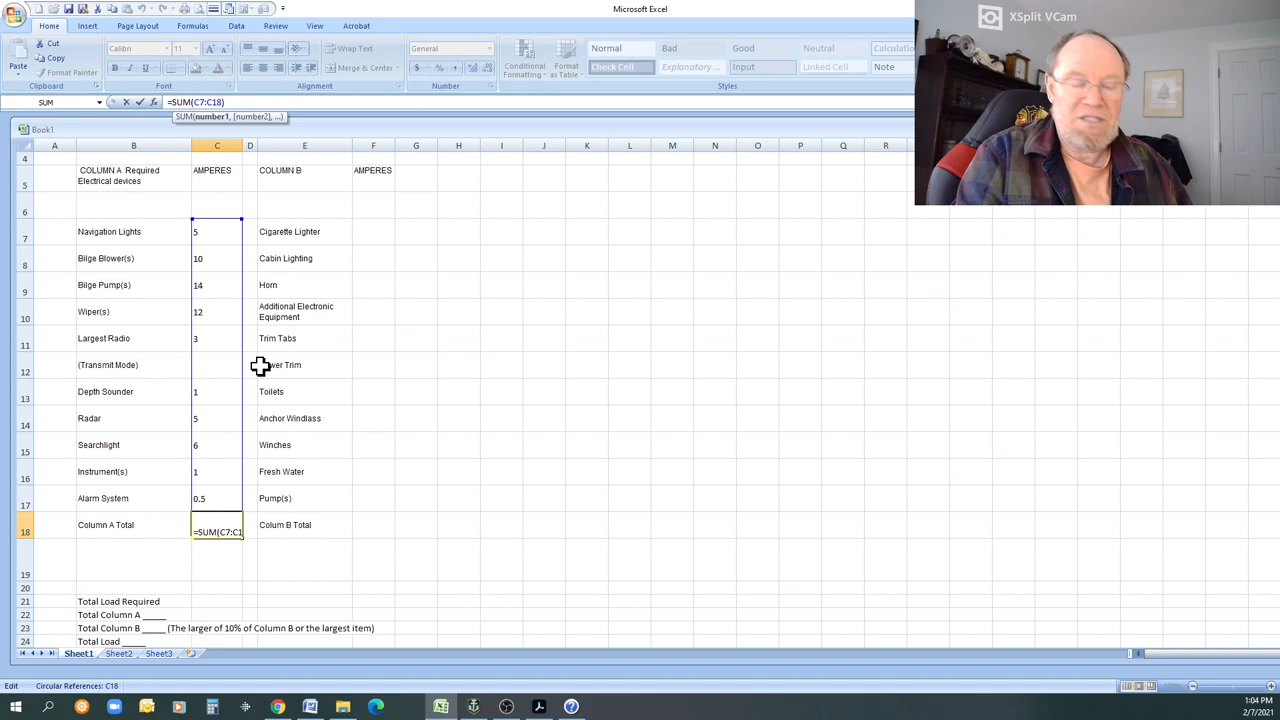 Microsoft Excel
XSplit VCam
Home Insert Page Layout Formulas Data Review View Acrobat
Cut
Copy
Format Painter
Paste
Clipboard
Calibri 11
Font
Wrap Text
Merge & Center
Alignment
General
Number
Conditional Formatting
Format as Table
Normal Bad Good Neutral Calculation
Check Cell Explanatory ... Input Linked Cell Note
Styles
SUM =SUM(C7:C18)
SUM(number1, [number2], ...)
Book1
A B C D E F G H I J K L M N O P Q R
4
5 COLUMN A Required Electrical devices AMPERES COLUMN B AMPERES
6
7 Navigation Lights 5 Cigarette Lighter
8 Bilge Blower(s) 10 Cabin Lighting
9 Bilge Pump(s) 14 Horn
10 Wiper(s) 12 Additional Electronic Equipment
11 Largest Radio 3 Trim Tabs
12 (Transmit Mode) wer Trim
13 Depth Sounder 1 Toilets
14 Radar 5 Anchor Windlass
15 Searchlight 6 Winches
16 Instrument(s) 1 Fresh Water
17 Alarm System 0.5 Pump(s)
18 Column A Total =SUM(C7:C1 Colum B Total
19
20
21 Total Load Required
22 Total Column A _____
23 Total Column B _____ (The larger of 10% of Column B or the largest item)
24 Total Load _____
Sheet1 Sheet2 Sheet3
Edit Circular References: C18
1:04 PM
2/7/2021